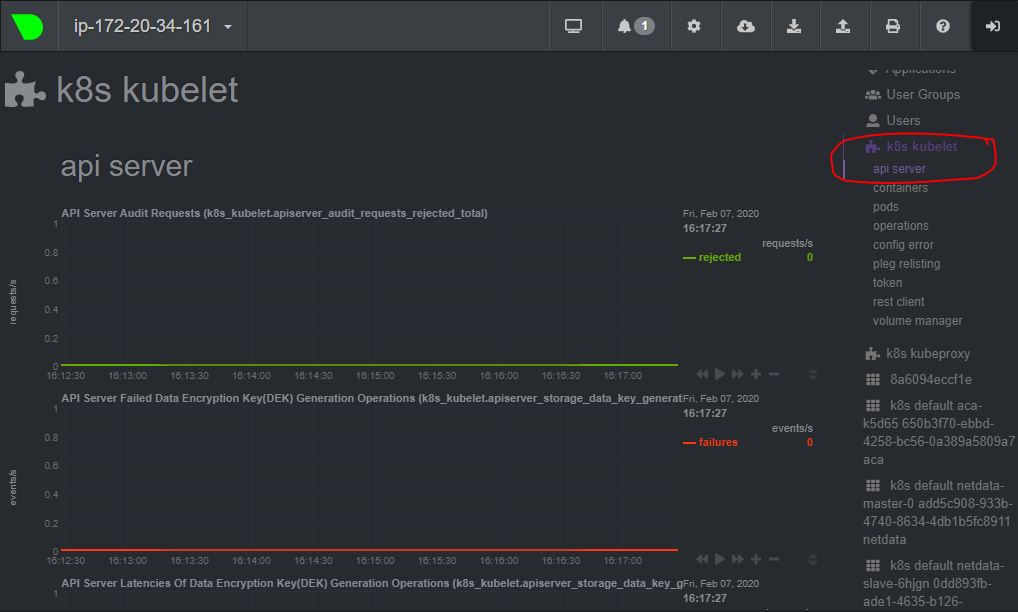 ip-172-20-34-161
1
k8s kubelet
api server
API Server Audit Requests (k8s_kubelet.apiserver_audit_requests_rejected_total)
Fri, Feb 07, 2020
16:17:27
requests/s
rejected 0
requests/s
1
0.8
0.6
0.4
0.2
0
16:12:30 16:13:00 16:13:30 16:14:00 16:14:30 16:15:00 16:15:30 16:16:00 16:16:30 16:17:00
API Server Failed Data Encryption Key(DEK) Generation Operations (k8s_kubelet.apiserver_storage_data_key_generat
Fri, Feb 07, 2020
16:17:27
events/s
failures 0
events/s
1
0.8
0.6
0.4
0.2
0
16:12:30 16:13:00 16:13:30 16:14:00 16:14:30 16:15:00 16:15:30 16:16:00 16:16:30 16:17:00
API Server Latencies Of Data Encryption Key(DEK) Generation Operations (k8s_kubelet.apiserver_storage_data_key_g
Fri, Feb 07, 2020
16:17:27
1
Applications
User Groups
Users
k8s kubelet
api server
containers
pods
operations
config error
pleg relisting
token
rest client
volume manager
k8s kubeproxy
8a6094eccf1e
k8s default aca-
k5d65 650b3f70-ebbd-
4258-bc56-0a389a5809a7
aca
k8s default netdata-
master-0 add5c908-933b-
4740-8634-4db1b5fc8911
netdata
k8s default netdata-
slave-6hjgn 0dd893fb-
ade1-4635-b126-